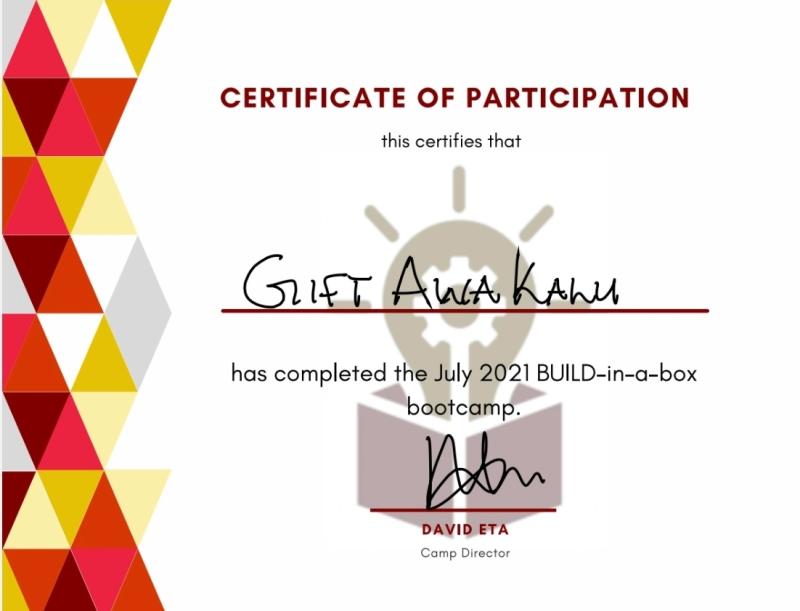 CERTIFICATE OF PARTICIPATION
this certifies that
GIFT AWA KALU
has completed the July 2021 BUILD-in-a-box
bootcamp.
DAVID ETA
Camp Director